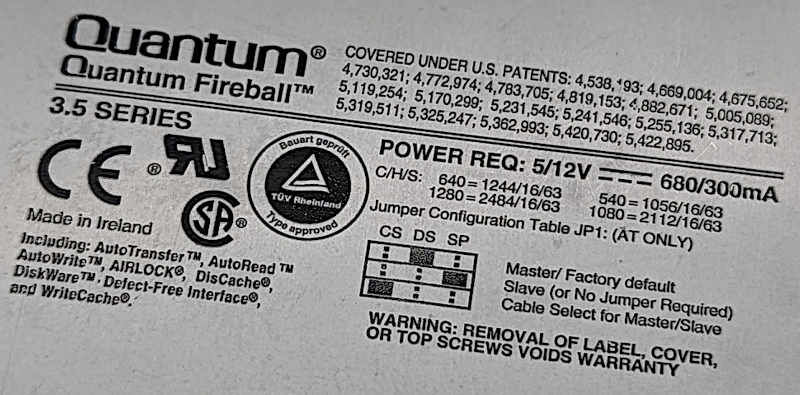 Quantum®
Quantum Fireball™
3.5 SERIES
COVERED UNDER U.S. PATENTS: 4,538,193; 4,669,004; 4,675,652;
4,730,321; 4,772,974; 4,783,705; 4,819,153; 4,882,671; 5,005,089;
5,119,254; 5,170,299; 5,231,545; 5,241,546; 5,255,136; 5,317,713;
5,319,511; 5,325,247; 5,362,993; 5,420,730; 5,422,895.
CE
® RU
SA ®
Bauart geprüft
TÜV Rheinland
Type approved
Made in Ireland
Including: AutoTransfer™, AutoRead™
AutoWrite™, AIRLOCK®, DisCache®,
DiskWare™, Defect-Free Interface®,
and WriteCache®.
POWER REQ: 5/12V 680/300mA
C/H/S: 640 = 1244/16/63 540 = 1056/16/63
1280 = 2484/16/63 1080 = 2112/16/63
Jumper Configuration Table JP1: (AT ONLY)
CS DS SP
Master/ Factory default
Slave (or No Jumper Required)
Cable Select for Master/Slave
WARNING: REMOVAL OF LABEL, COVER,
OR TOP SCREWS VOIDS WARRANTY